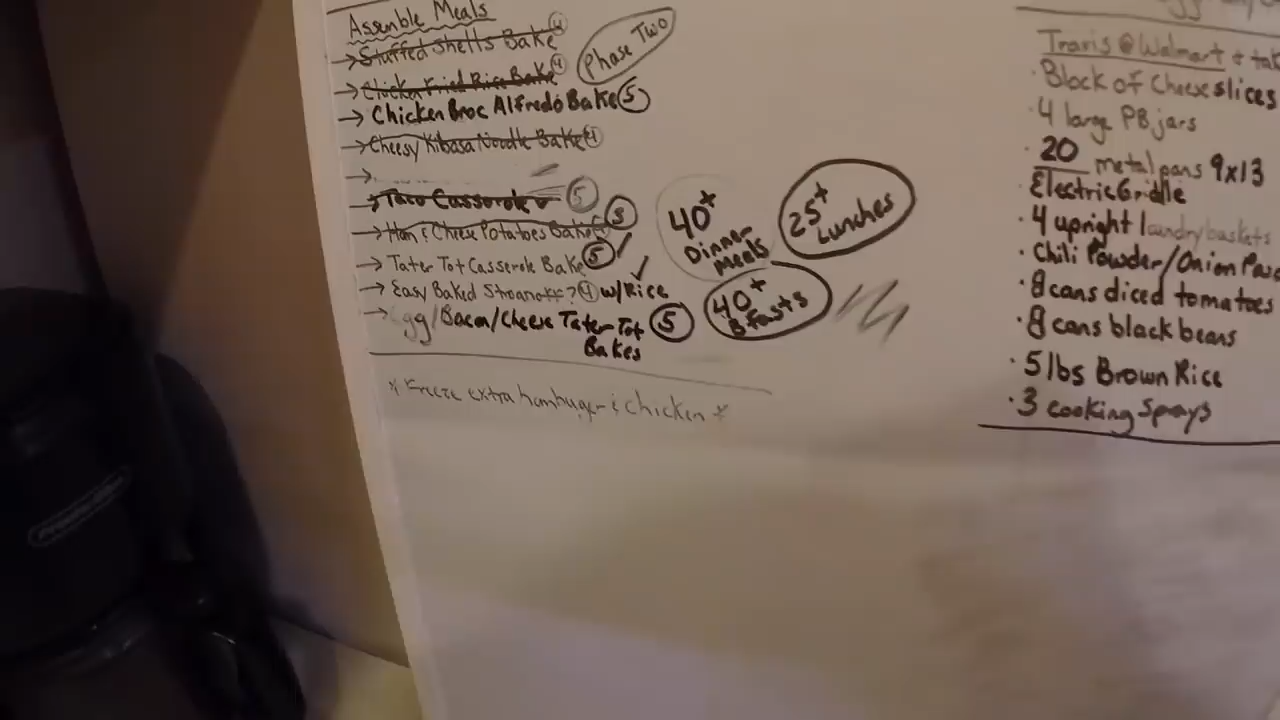 Assemble Meals
→ Stuffed Shells Bake 4
Phase Two
→ Chicken Fried Rice Bake 4
→ Chicken Broc Alfredo Bake 5
→ Cheesy Kibasa Noodle Bake 4
→
→ Taco Casserole 5
→ Ham & Cheese Potatoes Bake 5
→ Tater Tot Casserole Bake 5 ✓
→ Easy Baked ? 4 w/Rice ✓
→ Egg/Bacon/Cheese Tater Tot 5
Bakes
* Freeze extra hambuger & chicken *
40+
Dinner
Meals
25+
Lunches
40+
Bfasts
Travis @ Walmart &
· Block of Cheese slices
· 4 large PB jars
· 20 metal pans 9x13
· Electric Gridle
· 4 upright laundry baskets
· Chili Powder/Onion
· 8 cans diced tomatoes
· 8 cans black beans
· 5 lbs Brown Rice
· 3 cooking Sprays